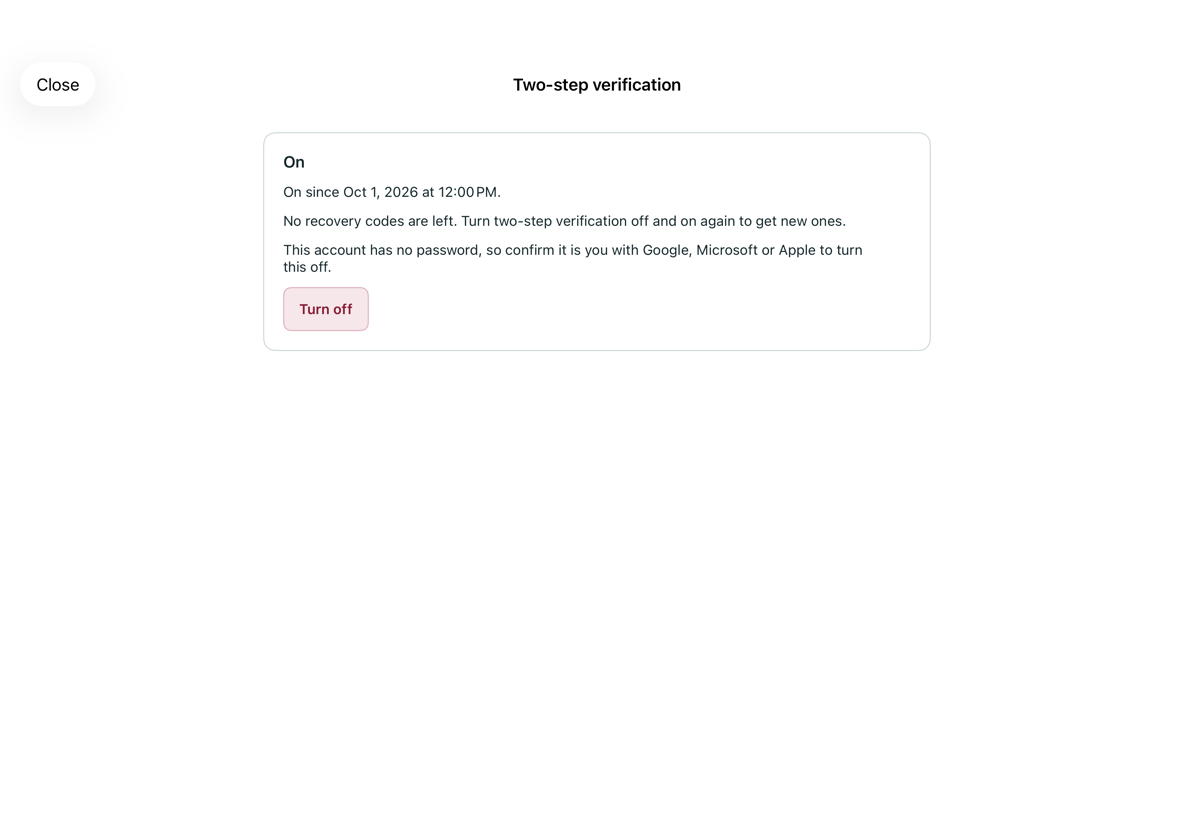 Close
Two-step verification
On
On since Oct 1, 2026 at 12:00 PM.
No recovery codes are left. Turn two-step verification off and on again to get new ones.
This account has no password, so confirm it is you with Google, Microsoft or Apple to turn
this off.
Turn off